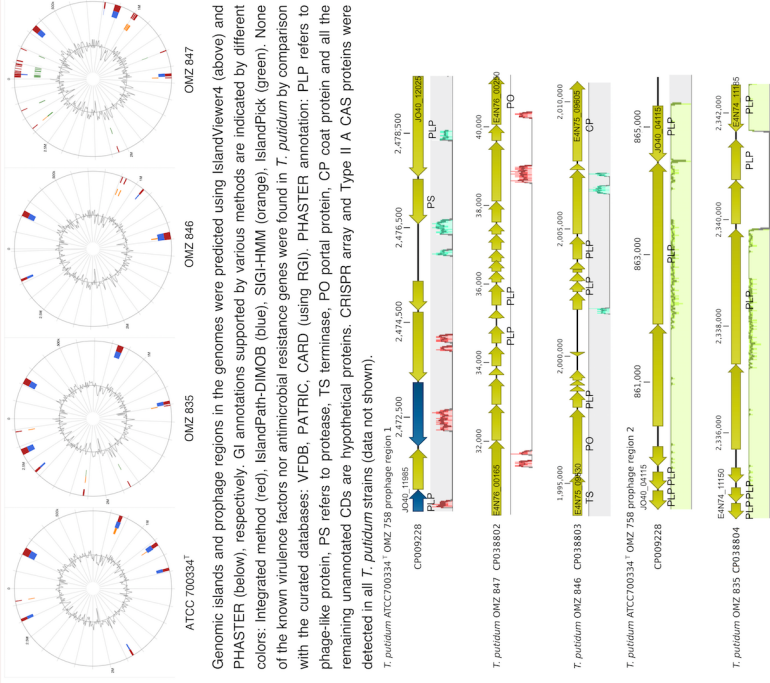 ATCC 700334T
OMZ 835
OMZ 846
OMZ 847
Genomic islands and prophage regions in the genomes were predicted using IslandViewer4 (above) and
PHASTER (below), respectively. GI annotations supported by various methods are indicated by different
colors: Integrated method (red), IslandPath-DIMOB (blue), SIGI-HMM (orange), IslandPick (green). None
of the known virulence factors nor antimicrobial resistance genes were found in T. putidum by comparison
with the curated databases: VFDB, PATRIC, CARD (using RGI). PHASTER annotation: PLP refers to
phage-like protein, PS refers to protease, TS terminase, PO portal protein, CP coat protein and all the
remaining unannotated CDs are hypothetical proteins. CRISPR array and Type II A CAS proteins were
detected in all T. putidum strains (data not shown).
T. putidum ATCC700334T OMZ 758 prophage region 1
2,472,500 2,474,500 2,476,500 2,478,500
JO40_11985
JO40_12025
CP009228
PLP PS PLP
32,000 34,000 36,000 38,000 40,000
T. putidum OMZ 847 CP038802
E4N76_00165
E4N76_00200
PLP PLP PO
1,995,000 2,000,000 2,005,000 2,010,000
T. putidum OMZ 846 CP038803
E4N75_09530
E4N75_09605
TS PO PLP PLP PLP CP
T. putidum ATCC700334T OMZ 758 prophage region 2
861,000 863,000 865,000
JO40_04115
JO40_04115
CP009228
PLP PLP PLP PLP
2,336,000 2,338,000 2,340,000 2,342,000
E4N74_11150
E4N74_11185
T. putidum OMZ 835 CP038804
PLP PLP PLP PLP PLP